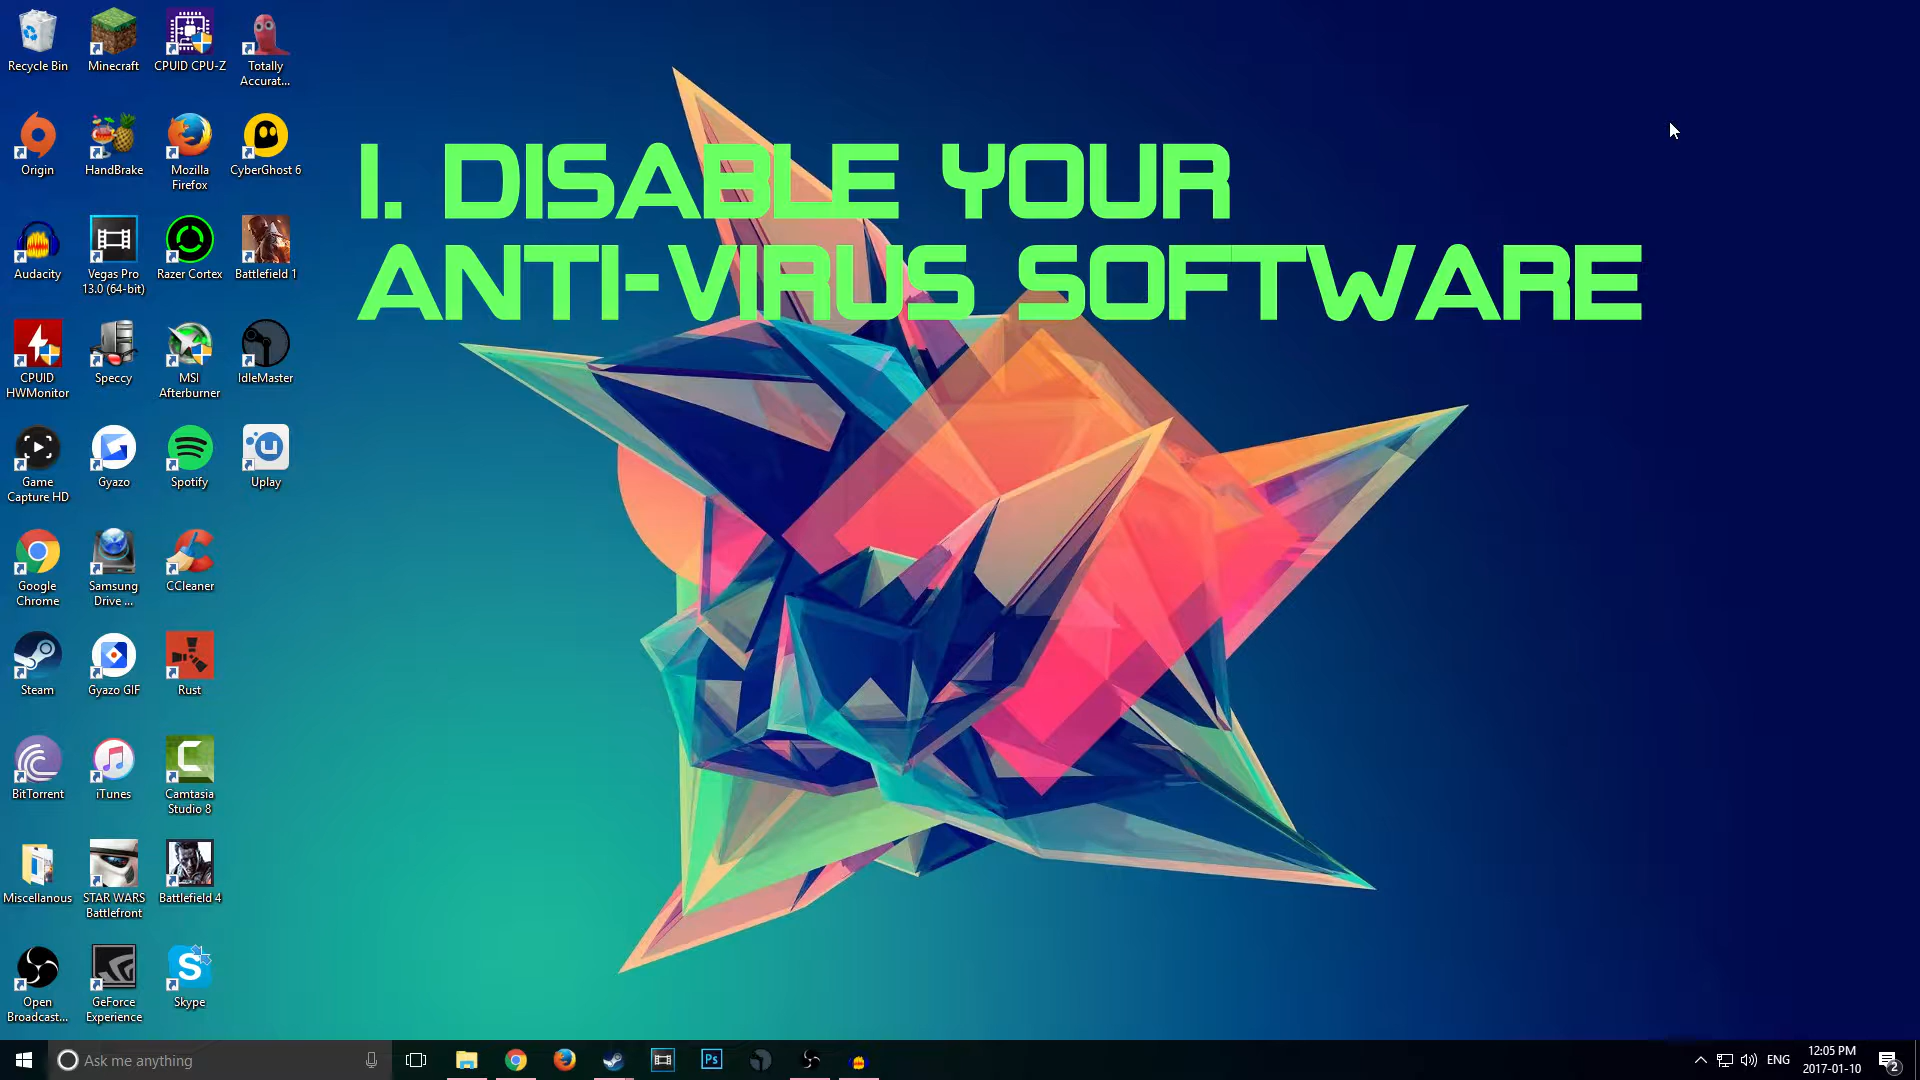 1. DISABLE YOUR
ANTI-VIRUS SOFTWARE
Recycle Bin
Minecraft
CPUID CPU-Z
Totally
Accurat...
Origin
HandBrake
Mozilla
Firefox
CyberGhost 6
Audacity
Vegas Pro
13.0 (64-bit)
Razer Cortex
Battlefield 1
CPUID
HWMonitor
Speccy
MSI
Afterburner
IdleMaster
Game
Capture HD
Gyazo
Spotify
Uplay
Google
Chrome
Samsung
Drive ...
CCleaner
Steam
Gyazo GIF
Rust
BitTorrent
iTunes
Camtasia
Studio 8
Miscellanous
STAR WARS
Battlefront
Battlefield 4
Open
Broadcast...
GeForce
Experience
Skype
Ask me anything
Ps
ENG
12:05 PM
2017-01-10
2